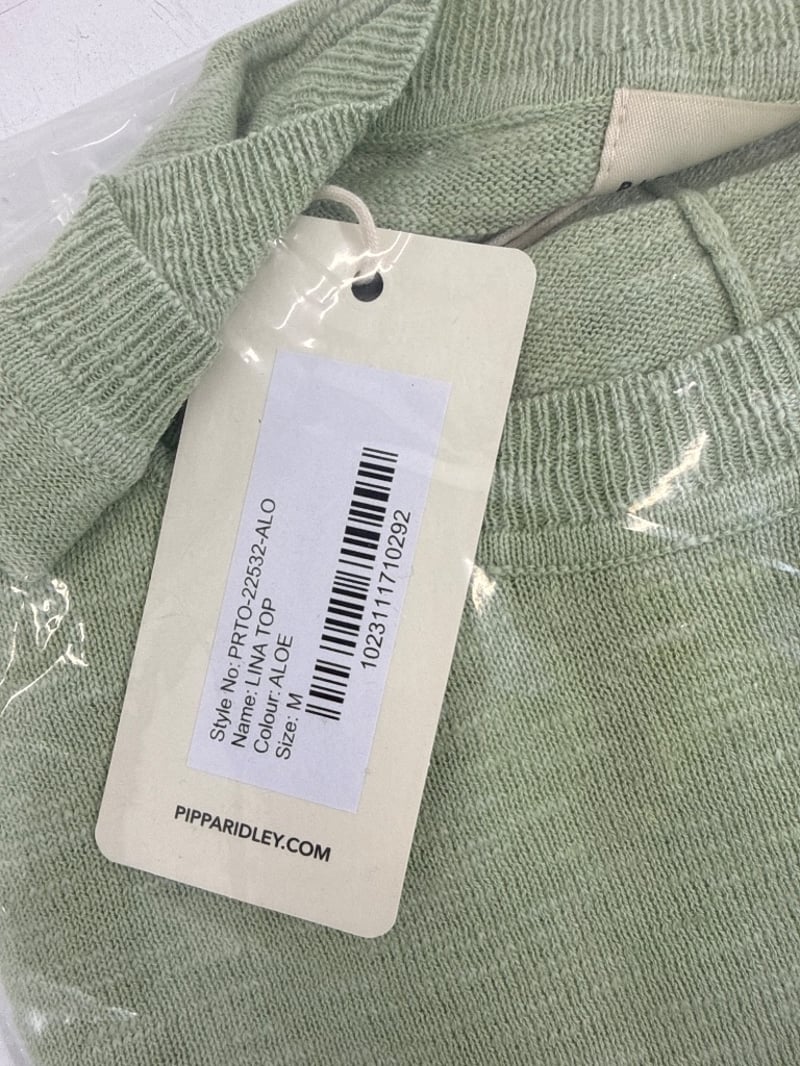 Style No: PRTO-22532-ALO
Name: LINA TOP
Colour: ALOE
Size: M
1023111710292
PIPPARIDLEY.COM